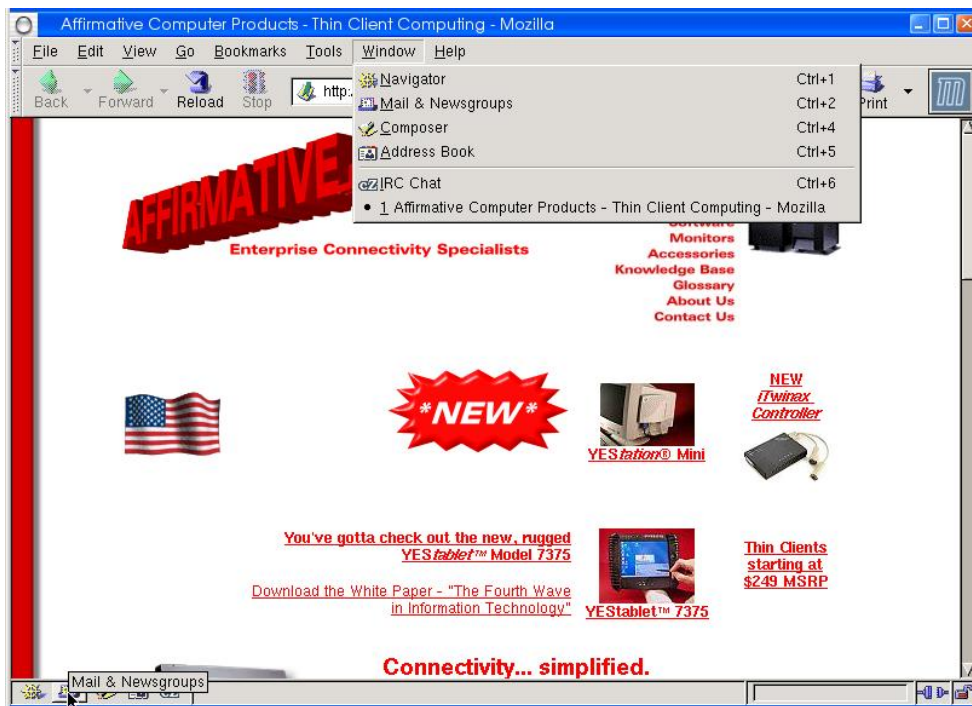 Affirmative Computer Products - Thin Client Computing - Mozilla
File Edit View Go Bookmarks Tools Window Help
Back Forward Reload Stop http: Print
Navigator Ctrl+1
Mail & Newsgroups Ctrl+2
Composer Ctrl+4
Address Book Ctrl+5
IRC Chat Ctrl+6
1 Affirmative Computer Products - Thin Client Computing - Mozilla
AFFIRMATIVE
Enterprise Connectivity Specialists
Software
Monitors
Accessories
Knowledge Base
Glossary
About Us
Contact Us
*NEW*
YEStation® Mini
NEW
iTwinax
Controller
You've gotta check out the new, rugged
YEStablet™ Model 7375
Download the White Paper - "The Fourth Wave
in Information Technology"
YEStablet™ 7375
Thin Clients
starting at
$249 MSRP
Connectivity... simplified.
Mail & Newsgroups